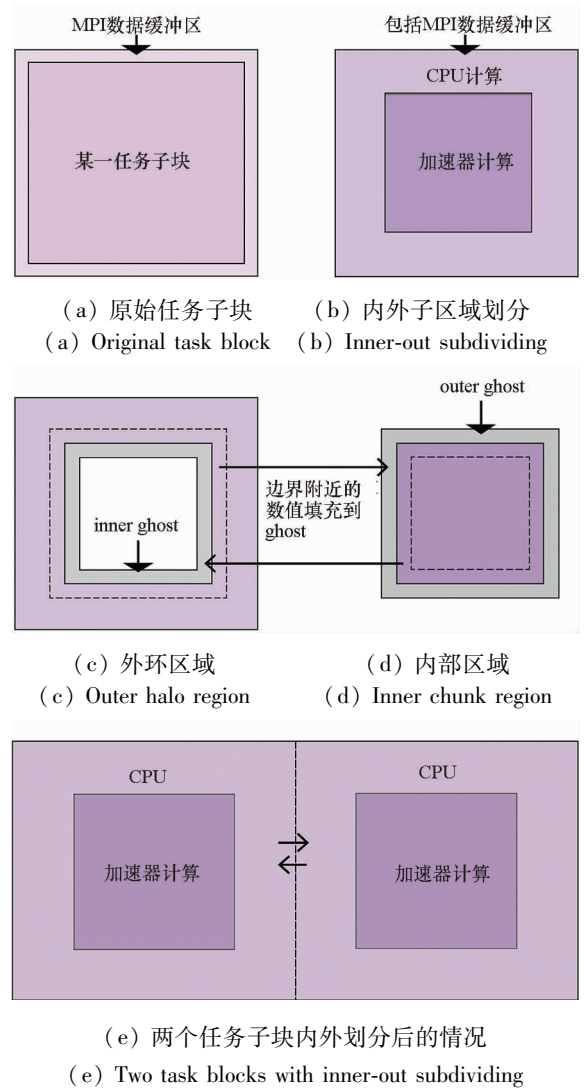 MPI数据缓冲区
包括MPI数据缓冲区
某一任务子块
CPU计算
加速器计算
(a) 原始任务子块
(b) 内外子区域划分
(a) Original task block
(b) Inner-out subdividing
outer ghost
inner ghost
边界附近的
数值填充到
ghost
(c) 外环区域
(d) 内部区域
(c) Outer halo region
(d) Inner chunk region
CPU
CPU
加速器计算
加速器计算
(e) 两个任务子块内外划分后的情况
(e) Two task blocks with inner-out subdividing